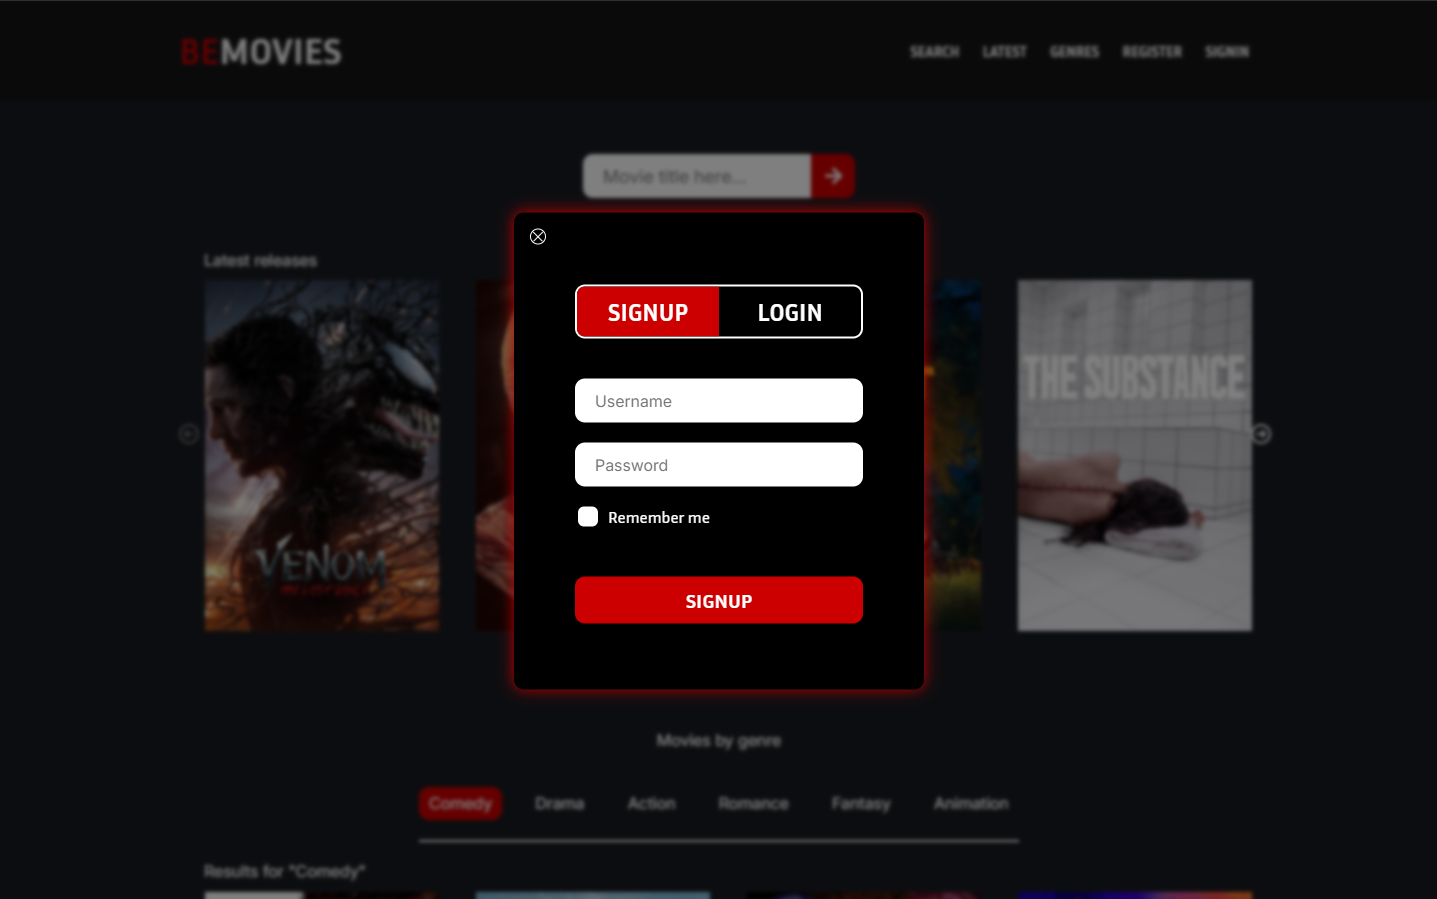 BEMOVIES
SEARCH LATEST GENRES REGISTER SIGNIN
Movie title here...
Latest releases
SIGNUP LOGIN
Username
Password
Remember me
SIGNUP
VENOM
THE SUBSTANCE
Movies by genre
Comedy Drama Action Romance Fantasy Animation
Results for "Comedy"